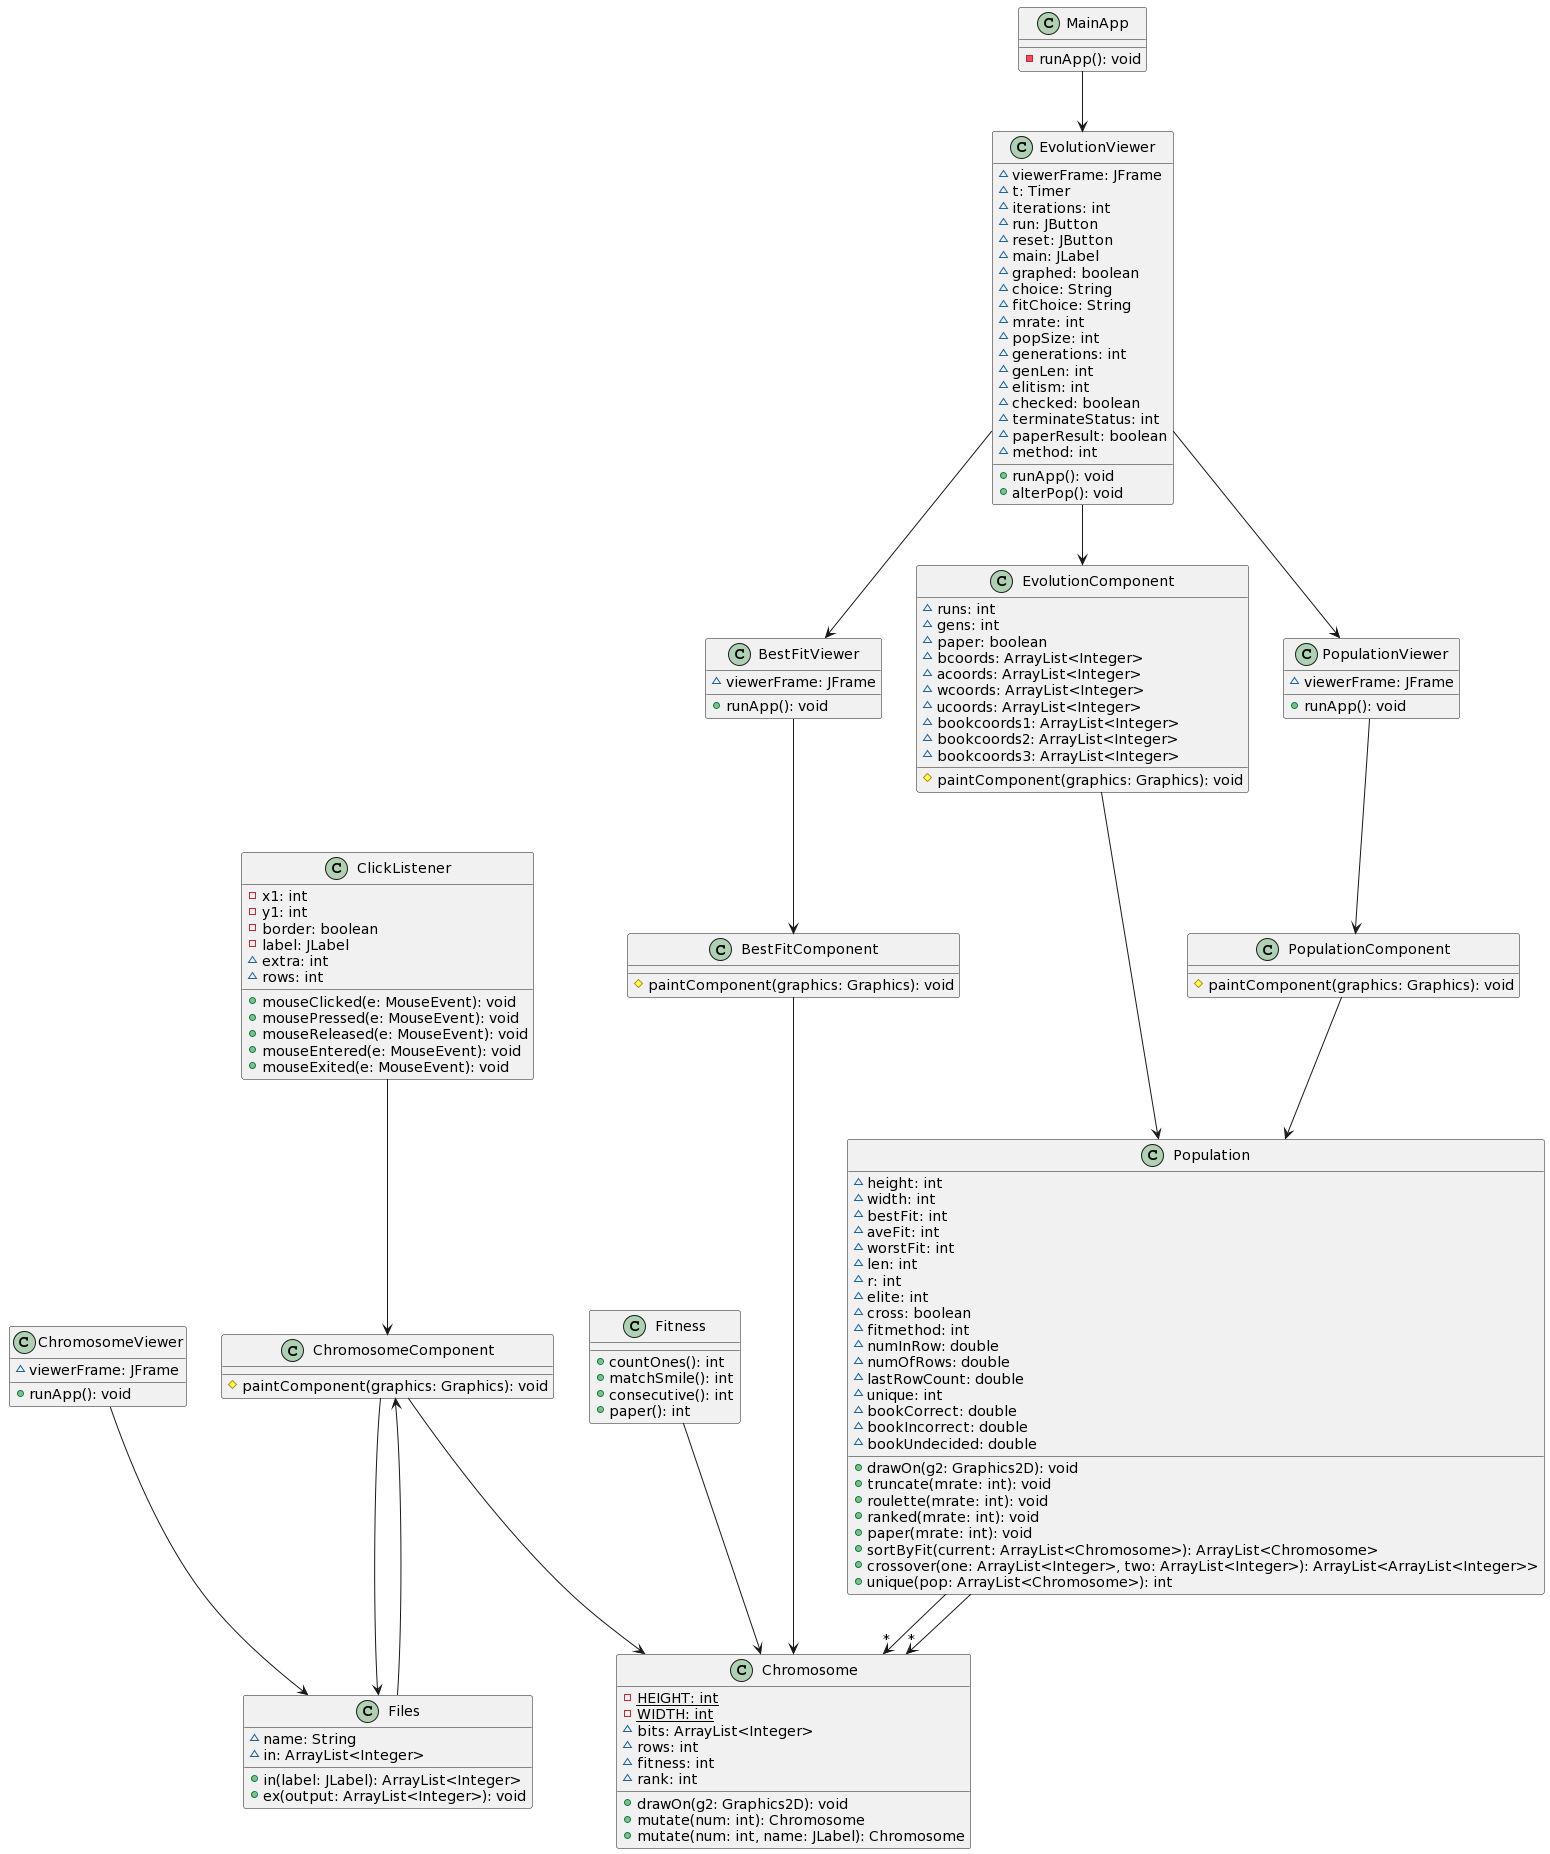 C MainApp
runApp(): void
C EvolutionViewer
viewerFrame: JFrame
t: Timer
iterations: int
run: JButton
reset: JButton
main: JLabel
graphed: boolean
choice: String
fitChoice: String
mrate: int
popSize: int
generations: int
genLen: int
elitism: int
checked: boolean
terminateStatus: int
paperResult: boolean
method: int
runApp(): void
alterPop(): void
C BestFitViewer
viewerFrame: JFrame
runApp(): void
C EvolutionComponent
runs: int
gens: int
paper: boolean
bcoords: ArrayList<Integer>
acoords: ArrayList<Integer>
wcoords: ArrayList<Integer>
ucoords: ArrayList<Integer>
bookcoords1: ArrayList<Integer>
bookcoords2: ArrayList<Integer>
bookcoords3: ArrayList<Integer>
paintComponent(graphics: Graphics): void
C PopulationViewer
viewerFrame: JFrame
runApp(): void
C ClickListener
x1: int
y1: int
border: boolean
label: JLabel
extra: int
rows: int
mouseClicked(e: MouseEvent): void
mousePressed(e: MouseEvent): void
mouseReleased(e: MouseEvent): void
mouseEntered(e: MouseEvent): void
mouseExited(e: MouseEvent): void
C BestFitComponent
paintComponent(graphics: Graphics): void
C PopulationComponent
paintComponent(graphics: Graphics): void
C Population
height: int
width: int
bestFit: int
aveFit: int
worstFit: int
len: int
r: int
elite: int
cross: boolean
fitmethod: int
numInRow: double
numOfRows: double
lastRowCount: double
unique: int
bookCorrect: double
bookIncorrect: double
bookUndecided: double
drawOn(g2: Graphics2D): void
truncate(mrate: int): void
roulette(mrate: int): void
ranked(mrate: int): void
paper(mrate: int): void
sortByFit(current: ArrayList<Chromosome>): ArrayList<Chromosome>
crossover(one: ArrayList<Integer>, two: ArrayList<Integer>): ArrayList<ArrayList<Integer>>
unique(pop: ArrayList<Chromosome>): int
C ChromosomeViewer
viewerFrame: JFrame
runApp(): void
C ChromosomeComponent
paintComponent(graphics: Graphics): void
C Fitness
countOnes(): int
matchSmile(): int
consecutive(): int
paper(): int
* *
C Files
name: String
in: ArrayList<Integer>
in(label: JLabel): ArrayList<Integer>
ex(output: ArrayList<Integer>): void
C Chromosome
HEIGHT: int
WIDTH: int
bits: ArrayList<Integer>
rows: int
fitness: int
rank: int
drawOn(g2: Graphics2D): void
mutate(num: int): Chromosome
mutate(num: int, name: JLabel): Chromosome